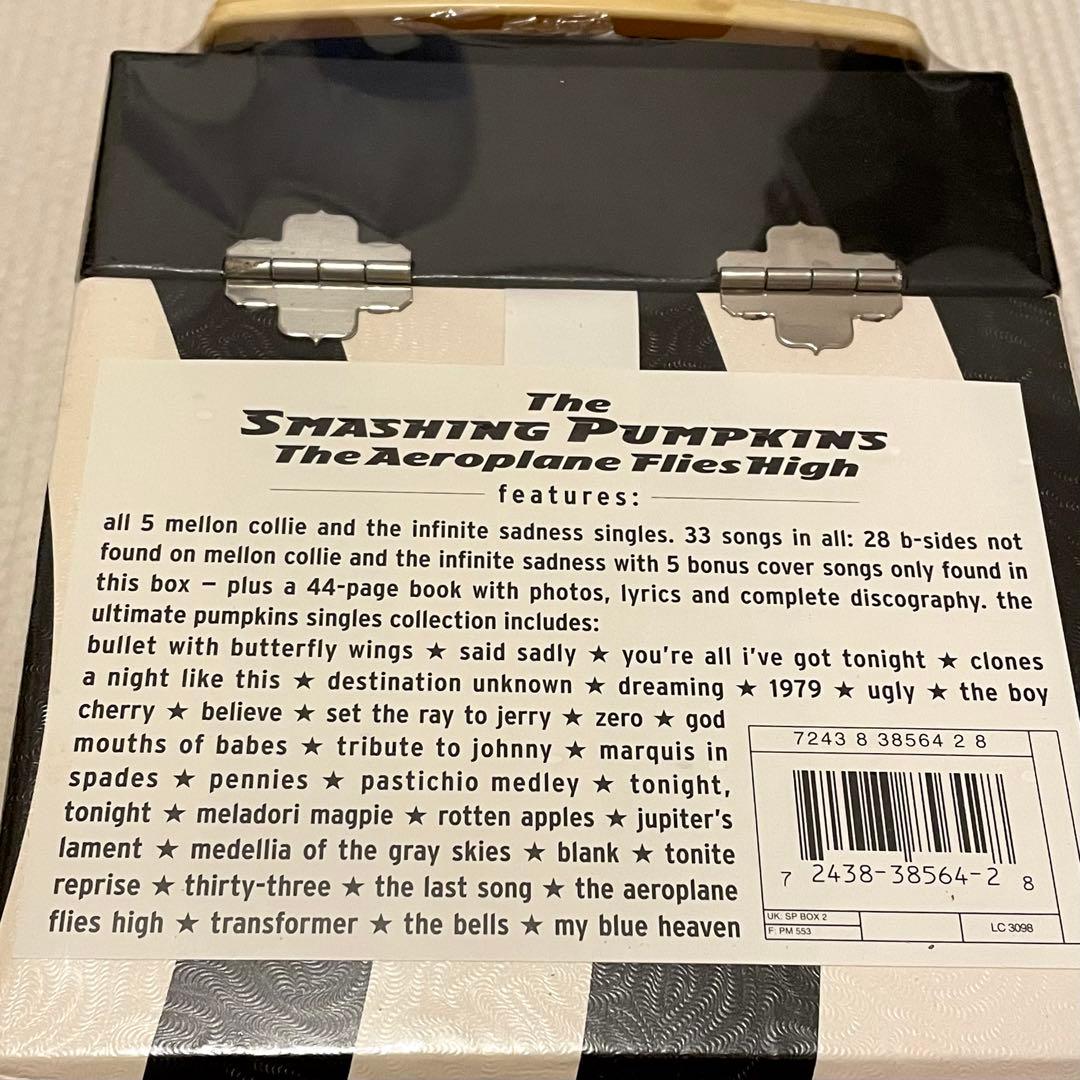 The
SMASHING PUMPKINS
The Aeroplane Flies High
features:
all 5 mellon collie and the infinite sadness singles. 33 songs in all: 28 b-sides not
found on mellon collie and the infinite sadness with 5 bonus cover songs only found in
this box – plus a 44-page book with photos, lyrics and complete discography. the
ultimate pumpkins singles collection includes:
bullet with butterfly wings ★ said sadly ★ you're all i've got tonight ★ clones
a night like this ★ destination unknown ★ dreaming ★ 1979 ★ ugly ★ the boy
cherry ★ believe ★ set the ray to jerry ★ zero ★ god
mouths of babes ★ tribute to johnny ★ marquis in
spades ★ pennies ★ pastichio medley ★ tonight,
tonight ★ meladori magpie ★ rotten apples ★ jupiter's
lament ★ medellia of the gray skies ★ blank ★ tonite
reprise ★ thirty-three ★ the last song ★ the aeroplane
flies high ★ transformer ★ the bells ★ my blue heaven
7243 8 38564 2 8
7 2438-38564-2 8
UK: SP BOX 2
F: PM 553
LC 3098